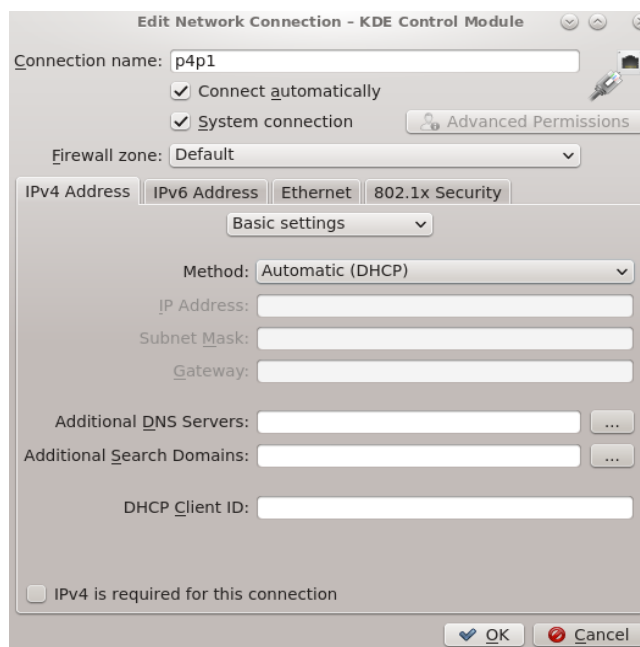 Edit Network Connection – KDE Control Module
Connection name: p4p1
Connect automatically
System connection Advanced Permissions
Firewall zone: Default
IPv4 Address IPv6 Address Ethernet 802.1x Security
Basic settings
Method: Automatic (DHCP)
IP Address:
Subnet Mask:
Gateway:
Additional DNS Servers: ...
Additional Search Domains: ...
DHCP Client ID:
IPv4 is required for this connection
OK Cancel